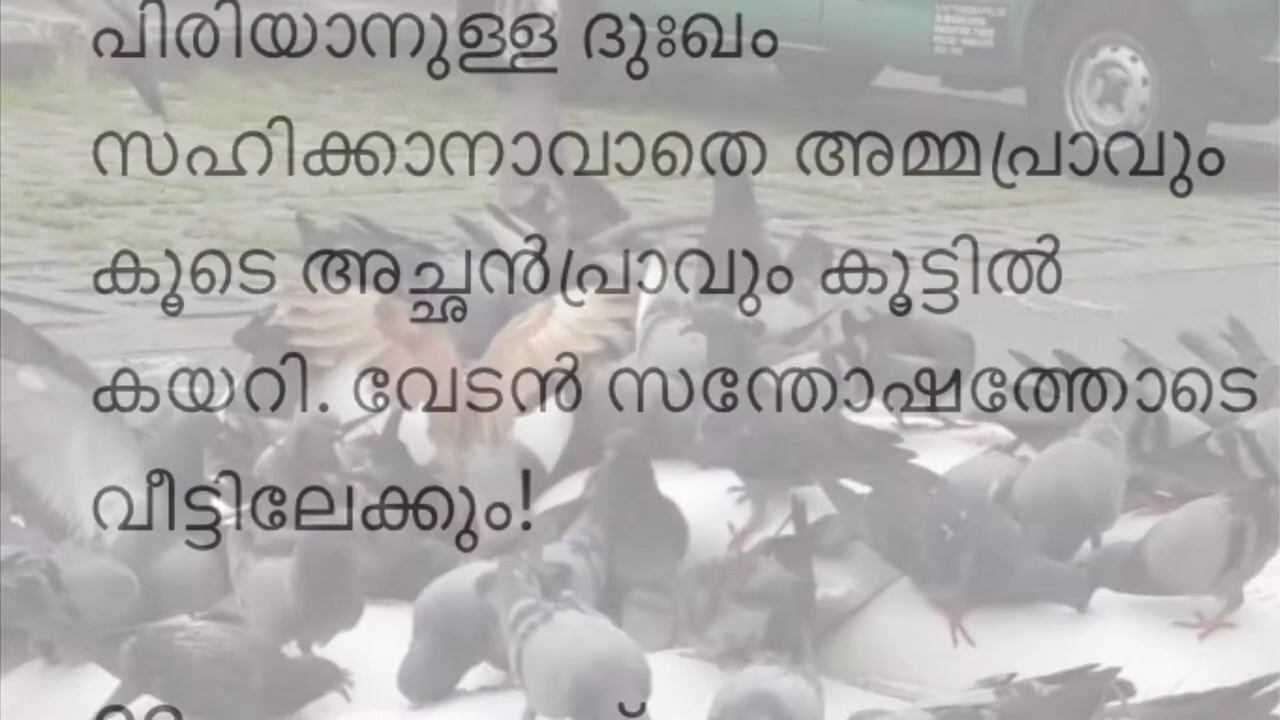 പിരിയാനുള്ള ദുഃഖം
സഹിക്കാനാവാതെ അമ്മപ്രാവും
കൂടെ അച്ഛൻപ്രാവും കൂട്ടിൽ
കയറി. വേടൻ സന്തോഷത്തോടെ
വീട്ടിലേക്കും!